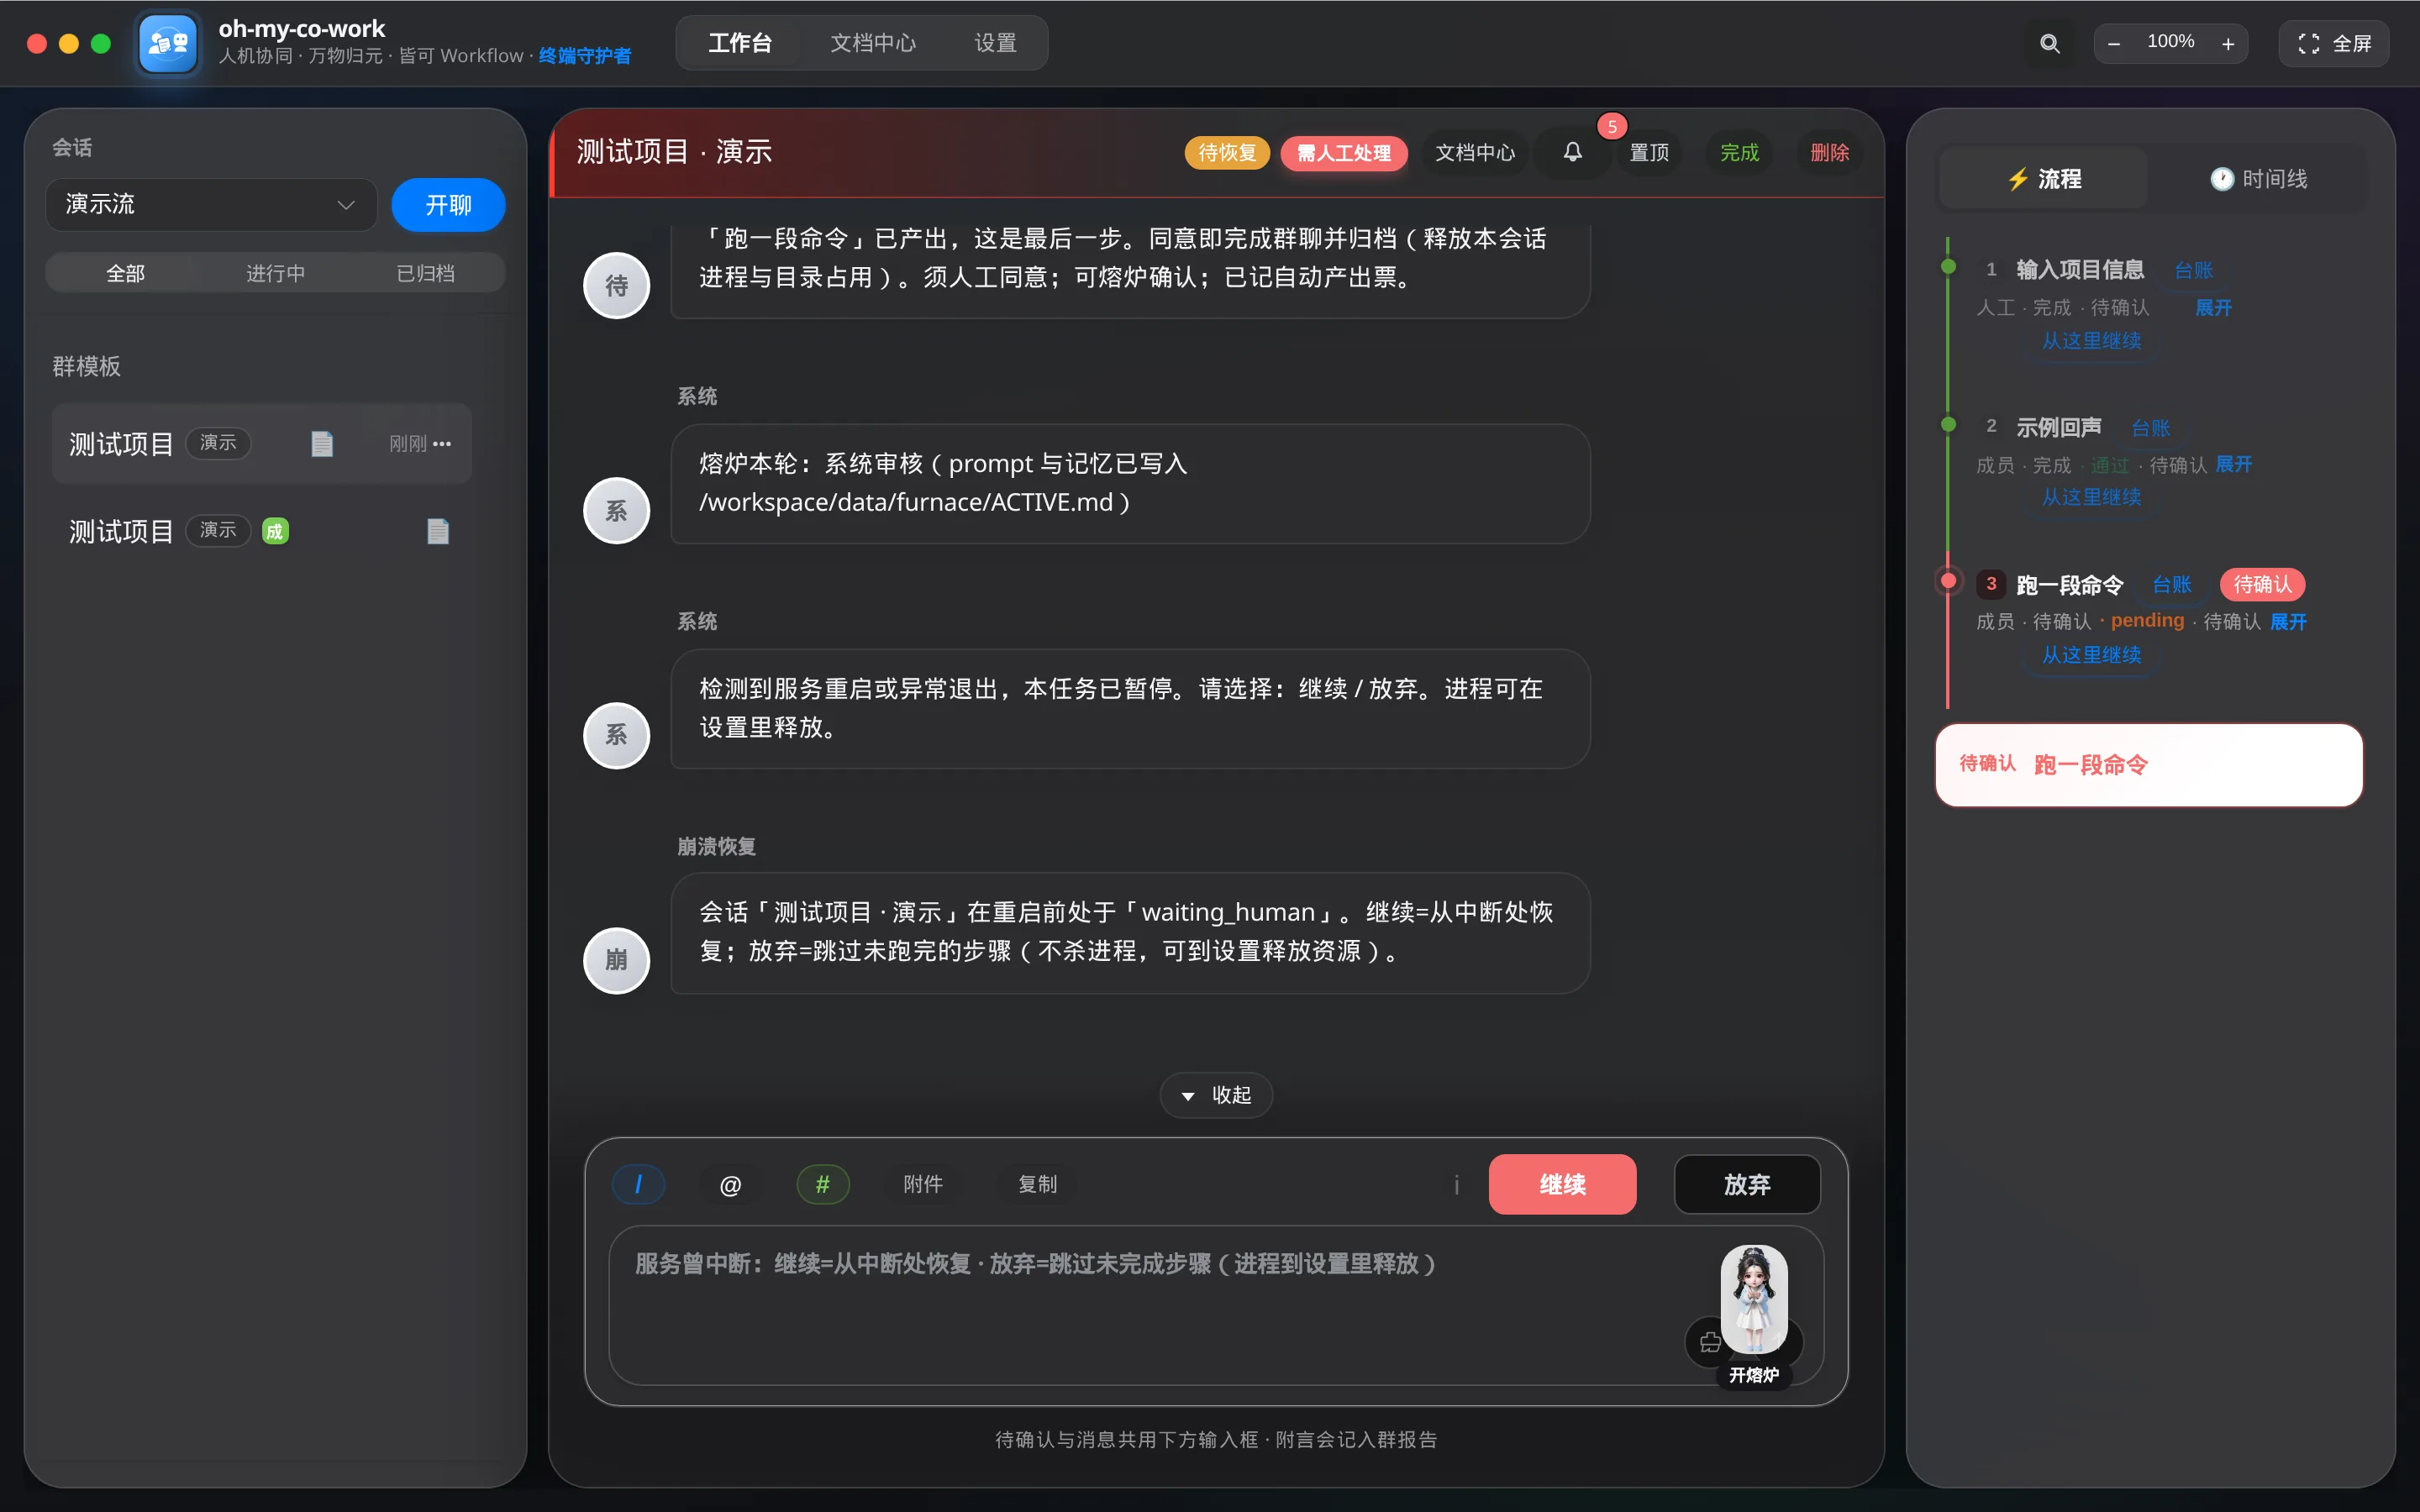 oh-my-co-work
人机协同 · 万物归元 · 皆可 Workflow · 终端守护者
工作台
文档中心
设置
− 100% +
全屏
会话
演示流
开聊
全部
进行中
已归档
群模板
测试项目 演示 刚刚 •••
测试项目 演示 成
测试项目 · 演示
待恢复
需人工处理
文档中心
5
置顶
完成
删除
待
「跑一段命令」已产出，这是最后一步。同意即完成群聊并归档（释放本会话
进程与目录占用）。须人工同意；可熔炉确认；已记自动产出票。
系统
系
熔炉本轮：系统审核（prompt 与记忆已写入
/workspace/data/furnace/ACTIVE.md）
系统
系
检测到服务重启或异常退出，本任务已暂停。请选择：继续 / 放弃。进程可在
设置里释放。
崩溃恢复
崩
会话「测试项目 · 演示」在重启前处于「waiting_human」。继续=从中断处恢
复；放弃=跳过未跑完的步骤（不杀进程，可到设置释放资源）。
收起
/
@
#
附件
复制
i
继续
放弃
服务曾中断：继续=从中断处恢复 · 放弃=跳过未完成步骤（进程到设置里释放）
开熔炉
待确认与消息共用下方输入框 · 附言会记入群报告
流程
时间线
1 输入项目信息 台账
人工 · 完成 · 待确认 展开
从这里继续
2 示例回声 台账
成员 · 完成 · 通过 · 待确认 展开
从这里继续
3 跑一段命令 台账 待确认
成员 · 待确认 · pending · 待确认 展开
从这里继续
待确认 跑一段命令